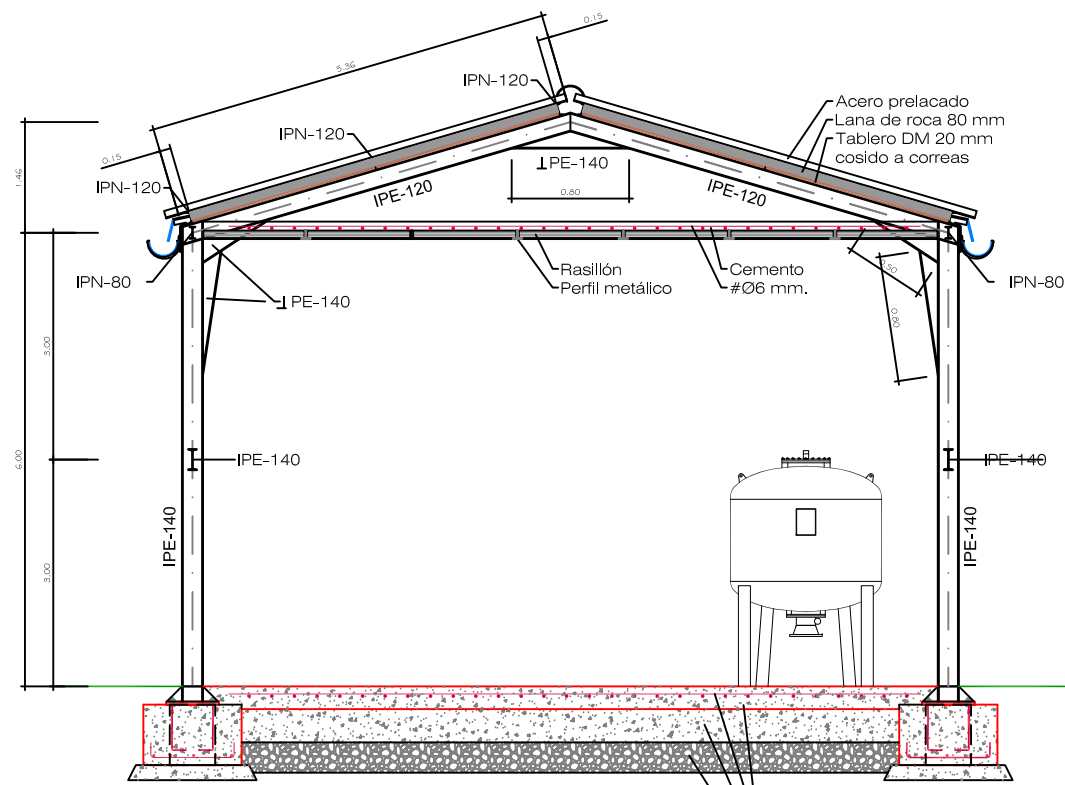 0.15
5.36
IPN-120
Acero prelacado
Lana de roca 80 mm
IPN-120
Tablero DM 20 mm
cosido a correas
0.15
IPN-120
1.46
IPE-120
⊥PE-140
0.80
IPE-120
Rasillón
Perfil metálico
Cemento
#Ø6 mm.
0.50
IPN-80
IPN-80
⊥PE-140
0.80
3.00
6.00
IPE-140
IPE-140
IPE-140
IPE-140
3.00